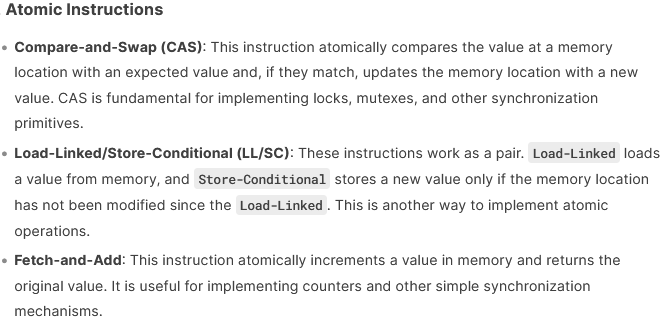 Atomic Instructions
• Compare-and-Swap (CAS): This instruction atomically compares the value at a memory
location with an expected value and, if they match, updates the memory location with a new
value. CAS is fundamental for implementing locks, mutexes, and other synchronization
primitives.
• Load-Linked/Store-Conditional (LL/SC): These instructions work as a pair. Load-Linked loads
a value from memory, and Store-Conditional stores a new value only if the memory location
has not been modified since the Load-Linked. This is another way to implement atomic
operations.
• Fetch-and-Add: This instruction atomically increments a value in memory and returns the
original value. It is useful for implementing counters and other simple synchronization
mechanisms.